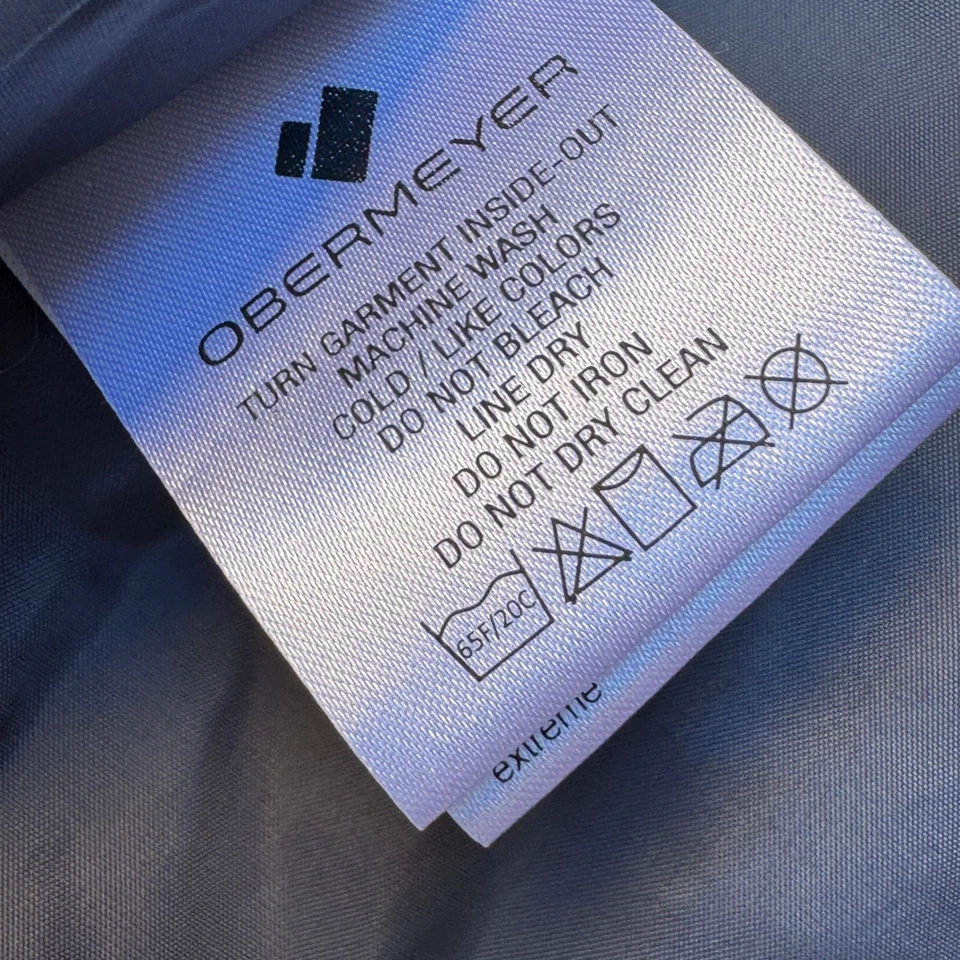 OBERMEYER
TURN GARMENT INSIDE-OUT
MACHINE WASH
COLD / LIKE COLORS
DO NOT BLEACH
LINE DRY
DO NOT IRON
DO NOT DRY CLEAN
65F/20C
extreme